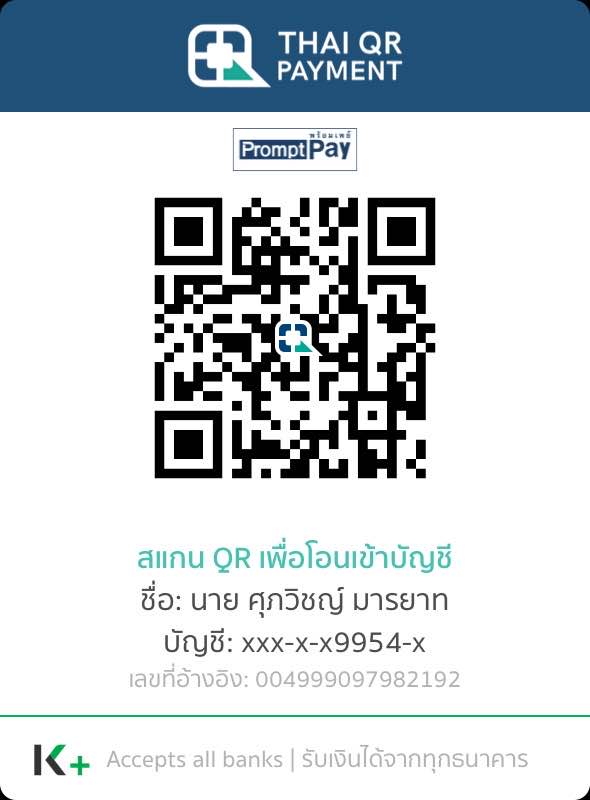 THAI QR
PAYMENT
พร้อมเพย์
PromptPay
สแกน QR เพื่อโอนเข้าบัญชี
ชื่อ: นาย ศุภวิชญ์ มารยาท
บัญชี: xxx-x-x9954-x
เลขที่อ้างอิง: 004999097982192
K+
Accepts all banks | รับเงินได้จากทุกธนาคาร